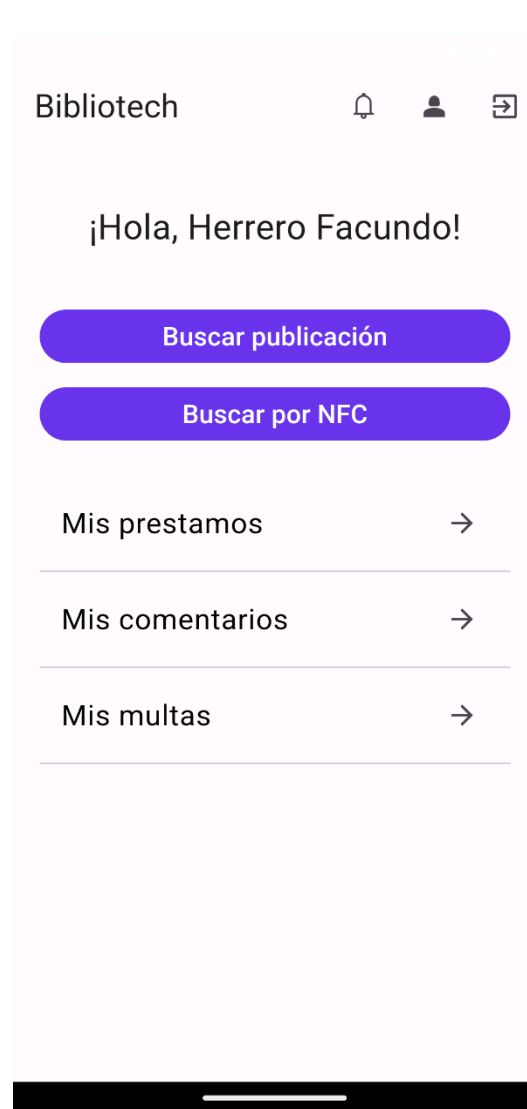 Bibliotech
¡Hola, Herrero Facundo!
Buscar publicación
Buscar por NFC
Mis prestamos
Mis comentarios
Mis multas